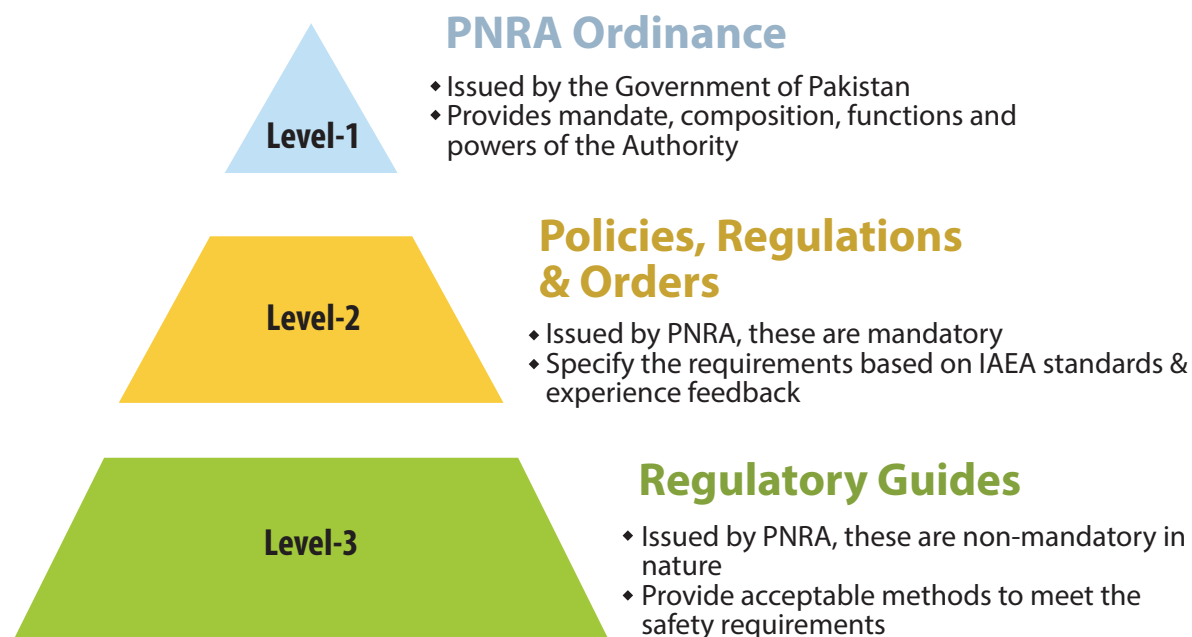 PNRA Ordinance
◆ Issued by the Government of Pakistan
◆ Provides mandate, composition, functions and
powers of the Authority
Level-1
Policies, Regulations
& Orders
◆ Issued by PNRA, these are mandatory
◆ Specify the requirements based on IAEA standards &
experience feedback
Level-2
Regulatory Guides
◆ Issued by PNRA, these are non-mandatory in
nature
◆ Provide acceptable methods to meet the
safety requirements
Level-3